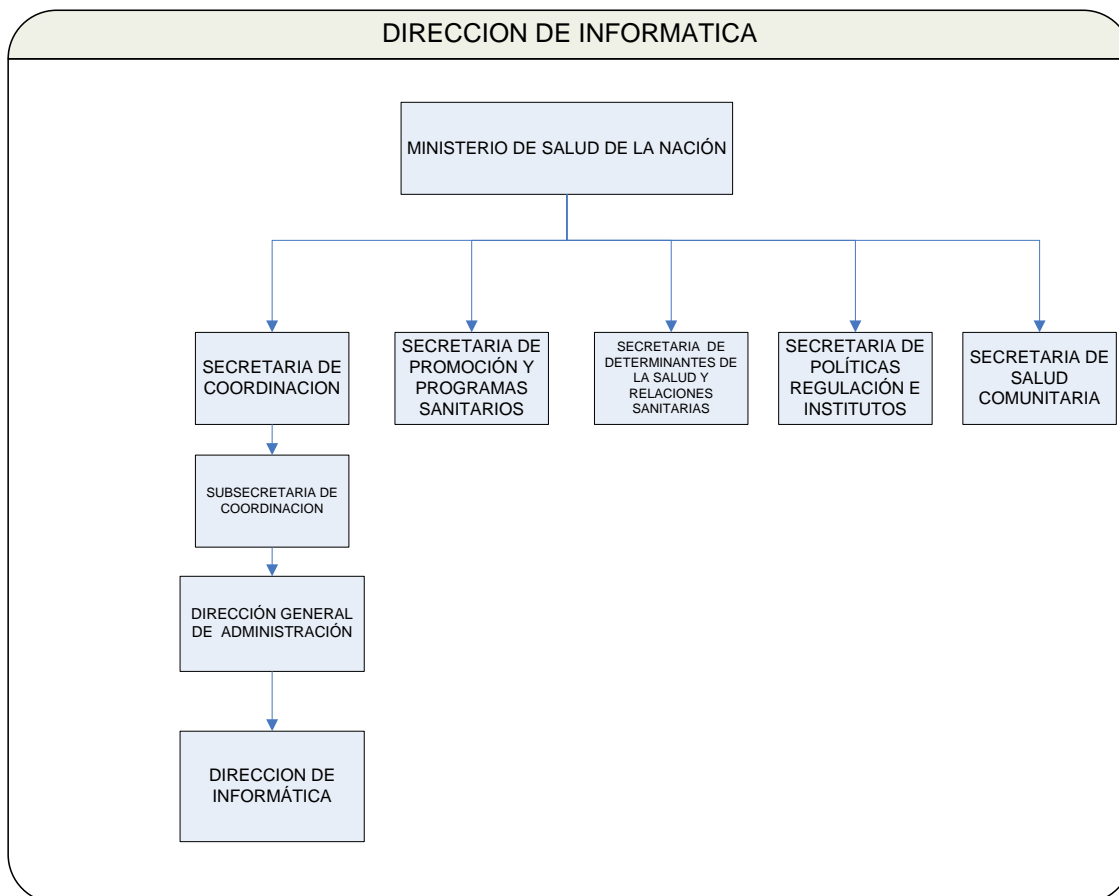 DIRECCION DE INFORMATICA
MINISTERIO DE SALUD DE LA NACIÓN
SECRETARIA DE
COORDINACION
SECRETARIA DE
PROMOCIÓN Y
PROGRAMAS
SANITARIOS
SECRETARIA DE
DETERMINANTES DE
LA SALUD Y
RELACIONES
SANITARIAS
SECRETARIA DE
POLÍTICAS
REGULACIÓN E
INSTITUTOS
SECRETARIA DE
SALUD
COMUNITARIA
SUBSECRETARIA DE
COORDINACION
DIRECCIÓN GENERAL
DE ADMINISTRACIÓN
DIRECCION DE
INFORMÁTICA